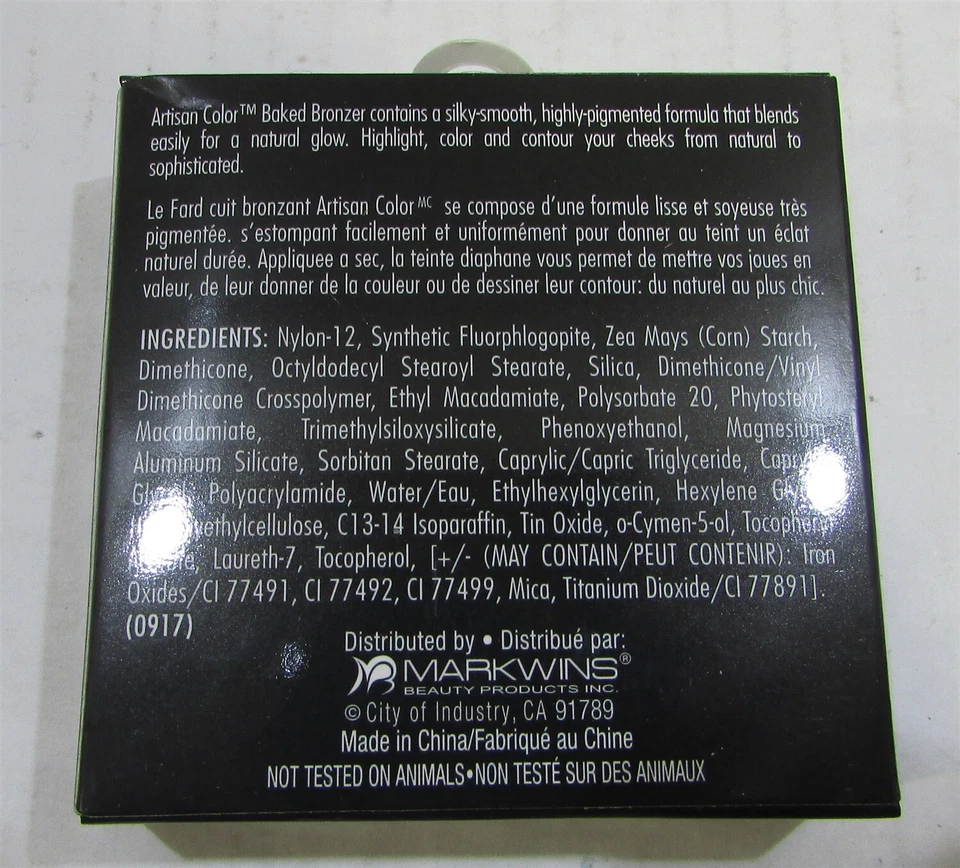 Artisan Color™ Baked Bronzer contains a silky-smooth, highly-pigmented formula that blends
easily for a natural glow. Highlight, color and contour your cheeks from natural to
sophisticated.
Le Fard cuit bronzant Artisan Color MC se compose d'une formule lisse et soyeuse très
pigmentée. s'estompant facilement et uniformément pour donner au teint un éclat
naturel durée. Appliquee a sec, la teinte diaphane vous permet de mettre vos joues en
valeur, de leur donner de la couleur ou de dessiner leur contour: du naturel au plus chic.
INGREDIENTS: Nylon-12, Synthetic Fluorphlogopite, Zea Mays (Corn) Starch,
Dimethicone, Octyldodecyl Stearoyl Stearate, Silica, Dimethicone/Vinyl
Dimethicone Crosspolymer, Ethyl Macadamiate, Polysorbate 20, Phytosteryl
Macadamiate, Trimethylsiloxysilicate, Phenoxyethanol, Magnesium
Aluminum Silicate, Sorbitan Stearate, Caprylic/Capric Triglyceride,
Polyacrylamide, Water/Eau, Ethylhexylglycerin, Hexylene
C13-14 Isoparaffin, Tin Oxide, o-Cymen-5-ol, Tocopheryl
Laureth-7, Tocopherol, [+/- (MAY CONTAIN/PEUT CONTENIR): Iron
Oxides/CI 77491, CI 77492, CI 77499, Mica, Titanium Dioxide/CI 77891].
(0917)
Distributed by • Distribué par:
MARKWINS®
BEAUTY PRODUCTS INC.
© City of Industry, CA 91789
Made in China/Fabriqué au Chine
NOT TESTED ON ANIMALS•NON TESTÉ SUR DES ANIMAUX